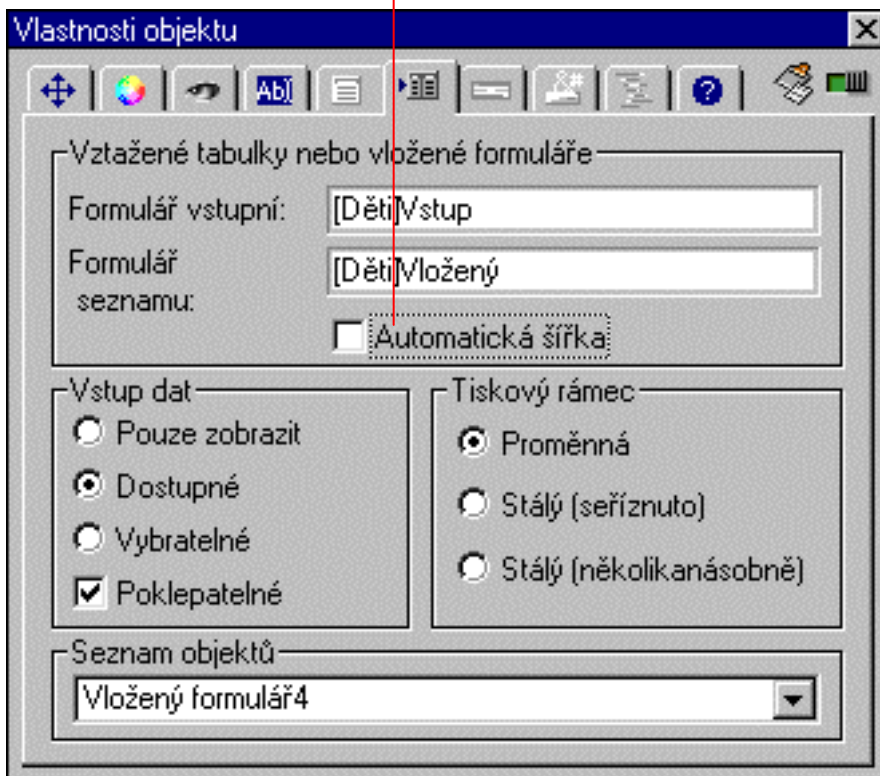 Vlastnosti objektu
Vztažené tabulky nebo vložené formuláře
Formulář vstupní: [Děti]Vstup
Formulář seznamu: [Děti]Vložený
Automatická šířka
Vstup dat
Pouze zobrazit
Dostupné
Vybratelné
Poklepatelné
Tiskový rámec
Proměnná
Stálý (seříznuto)
Stálý (několikanásobně)
Seznam objektů
Vložený formulář4